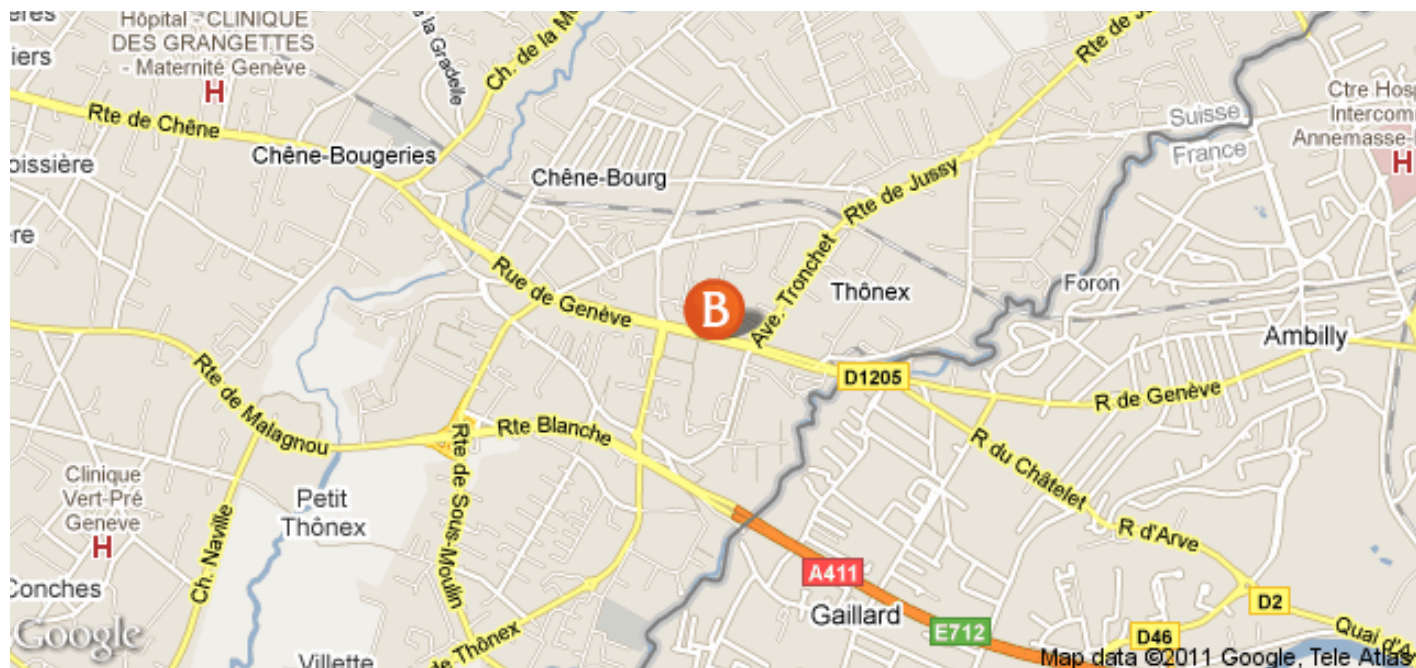 Hôpital - CLINIQUE
DES GRANGETTES
- Maternité Genève
H
Rte de Chêne
Chêne-Bougeries
Ch. de la
la Gradelle
Chêne-Bourg
Rte de Jussy
Rte de
Suisse
France
Ctre
Annemasse-
H
Rue de Genève
B
Ave. Tronchet
Thônex
Foron
Ambilly
D1205
R de Genève
Rte de Malagnou
Rte Blanche
Rte de Sous-Moulin
R du Châtelet
R d'Arve
Clinique
Vert-Pré
Geneve
H
Petit
Thônex
Ch. Naville
Conches
A411
Gaillard
E712
D2
D46
Quai
Google
de Thônex
Villette
Map data ©2011 Google, Tele Atlas